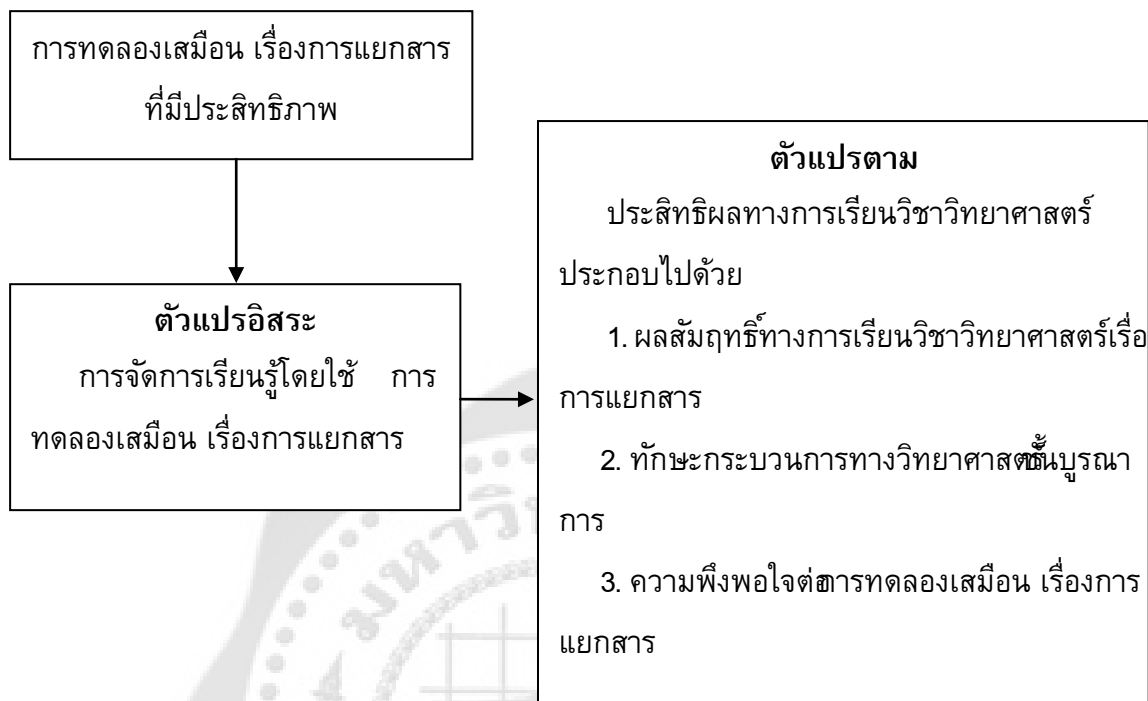 การทดลองเสมือน เรื่องการแยกสาร
ที่มีประสิทธิภาพ
ตัวแปรอิสระ
การจัดการเรียนรู้โดยใช้ การ
ทดลองเสมือน เรื่องการแยกสาร
ตัวแปรตาม
ประสิทธิผลทางการเรียนวิชาวิทยาศาสตร์
ประกอบไปด้วย
1. ผลสัมฤทธิ์ทางการเรียนวิชาวิทยาศาสตร์เรื่อ
การแยกสาร
2. ทักษะกระบวนการทางวิทยาศาสตร์ขั้นบูรณา
การ
3. ความพึงพอใจต่อการทดลองเสมือน เรื่องการ
แยกสาร